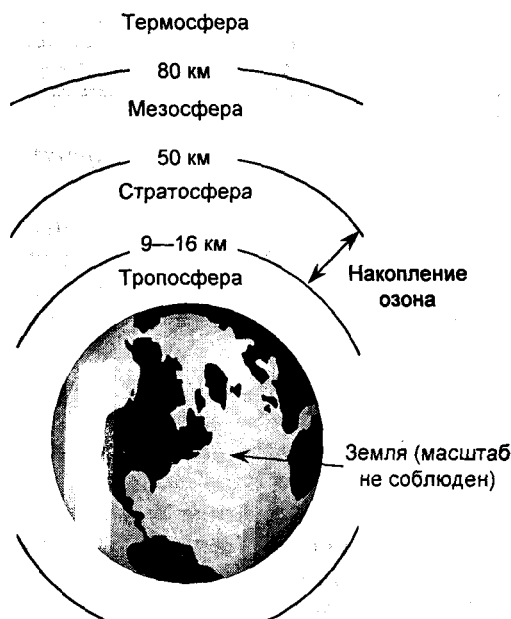 Термосфера
80 км
Мезосфера
50 км
Стратосфера
9—16 км
Тропосфера
Накопление
озона
Земля (масштаб
не соблюден)